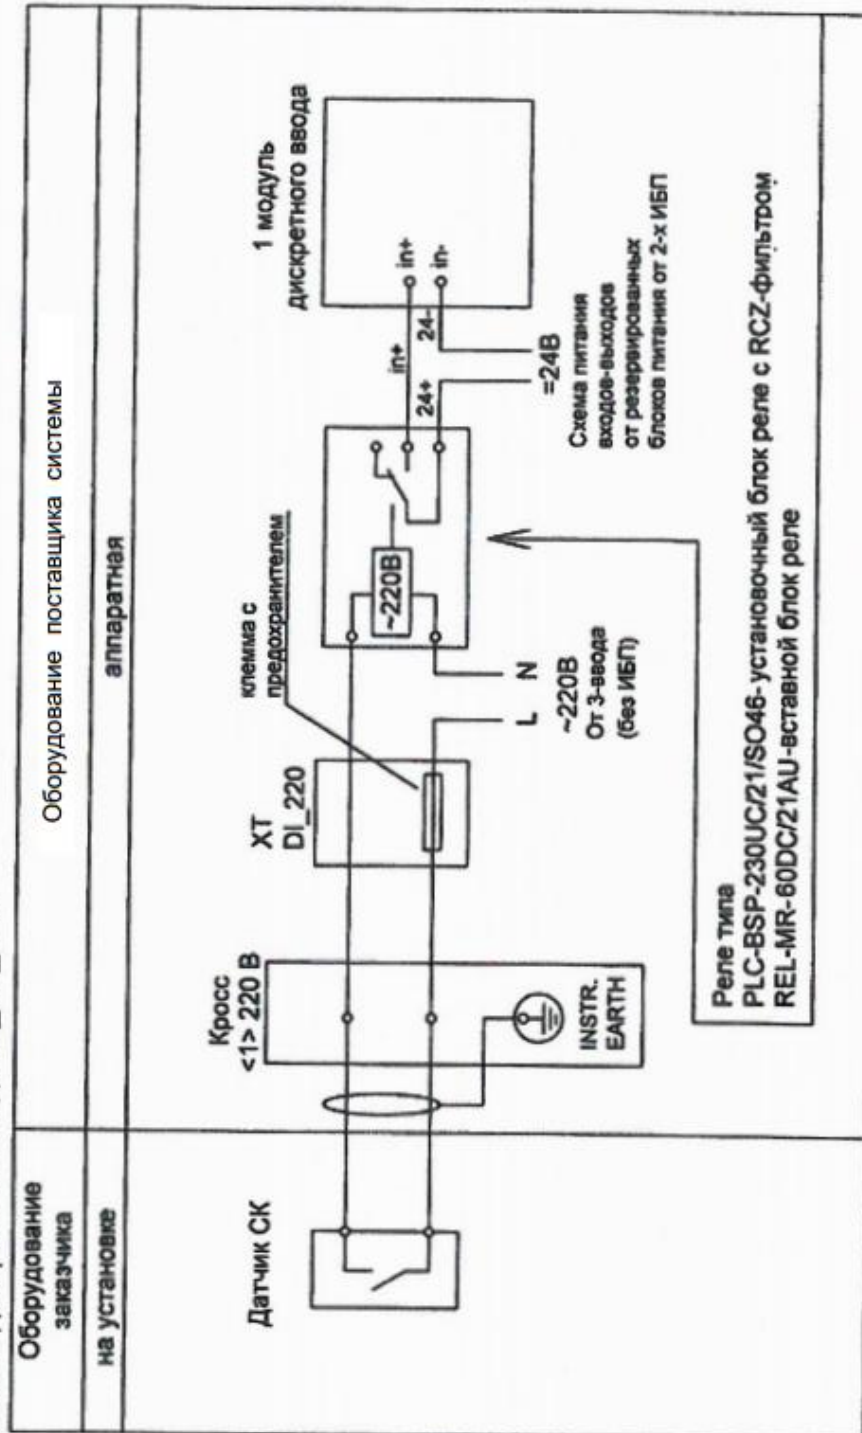 Оборудование
заказчика
Оборудование поставщика системы
на установке
аппаратная
Датчик СК
Кросс
<1> 220 В
INSTR.
EARTH
XT
DI_220
клемма с
предохранителем
~220В
L N
~220В
От 3-ввода
(без ИБП)
in+
24+
24-
=24В
Схема питания
входов-выходов
от резервированных
блоков питания от 2-х ИБП
1 модуль
дискретного ввода
in+
in-
Реле типа
PLC-BSP-230UC/21/SO46-установочный блок реле с RCZ-фильтром
REL-MR-60DC/21AU-вставной блок реле